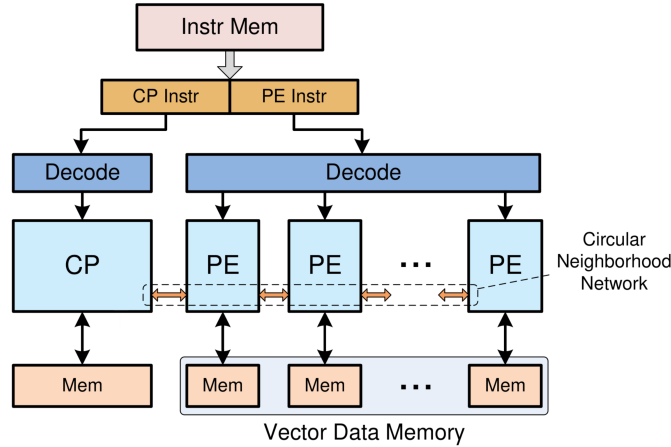 Instr Mem
CP Instr PE Instr
Decode Decode
CP PE PE ... PE
Circular
Neighborhood
Network
Mem Mem Mem ... Mem
Vector Data Memory